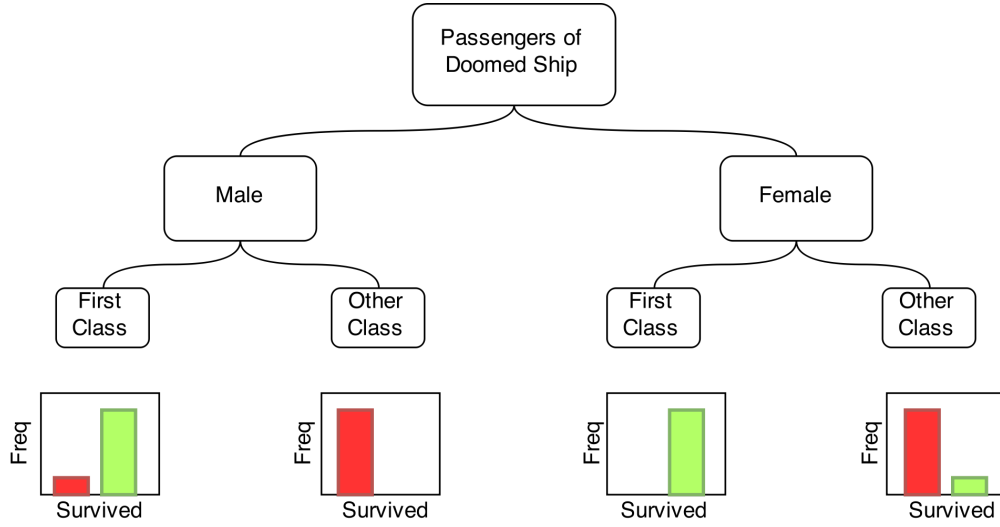 Passengers of
Doomed Ship
Male
Female
First
Class
Other
Class
First
Class
Other
Class
Freq
Survived
Freq
Survived
Freq
Survived
Freq
Survived